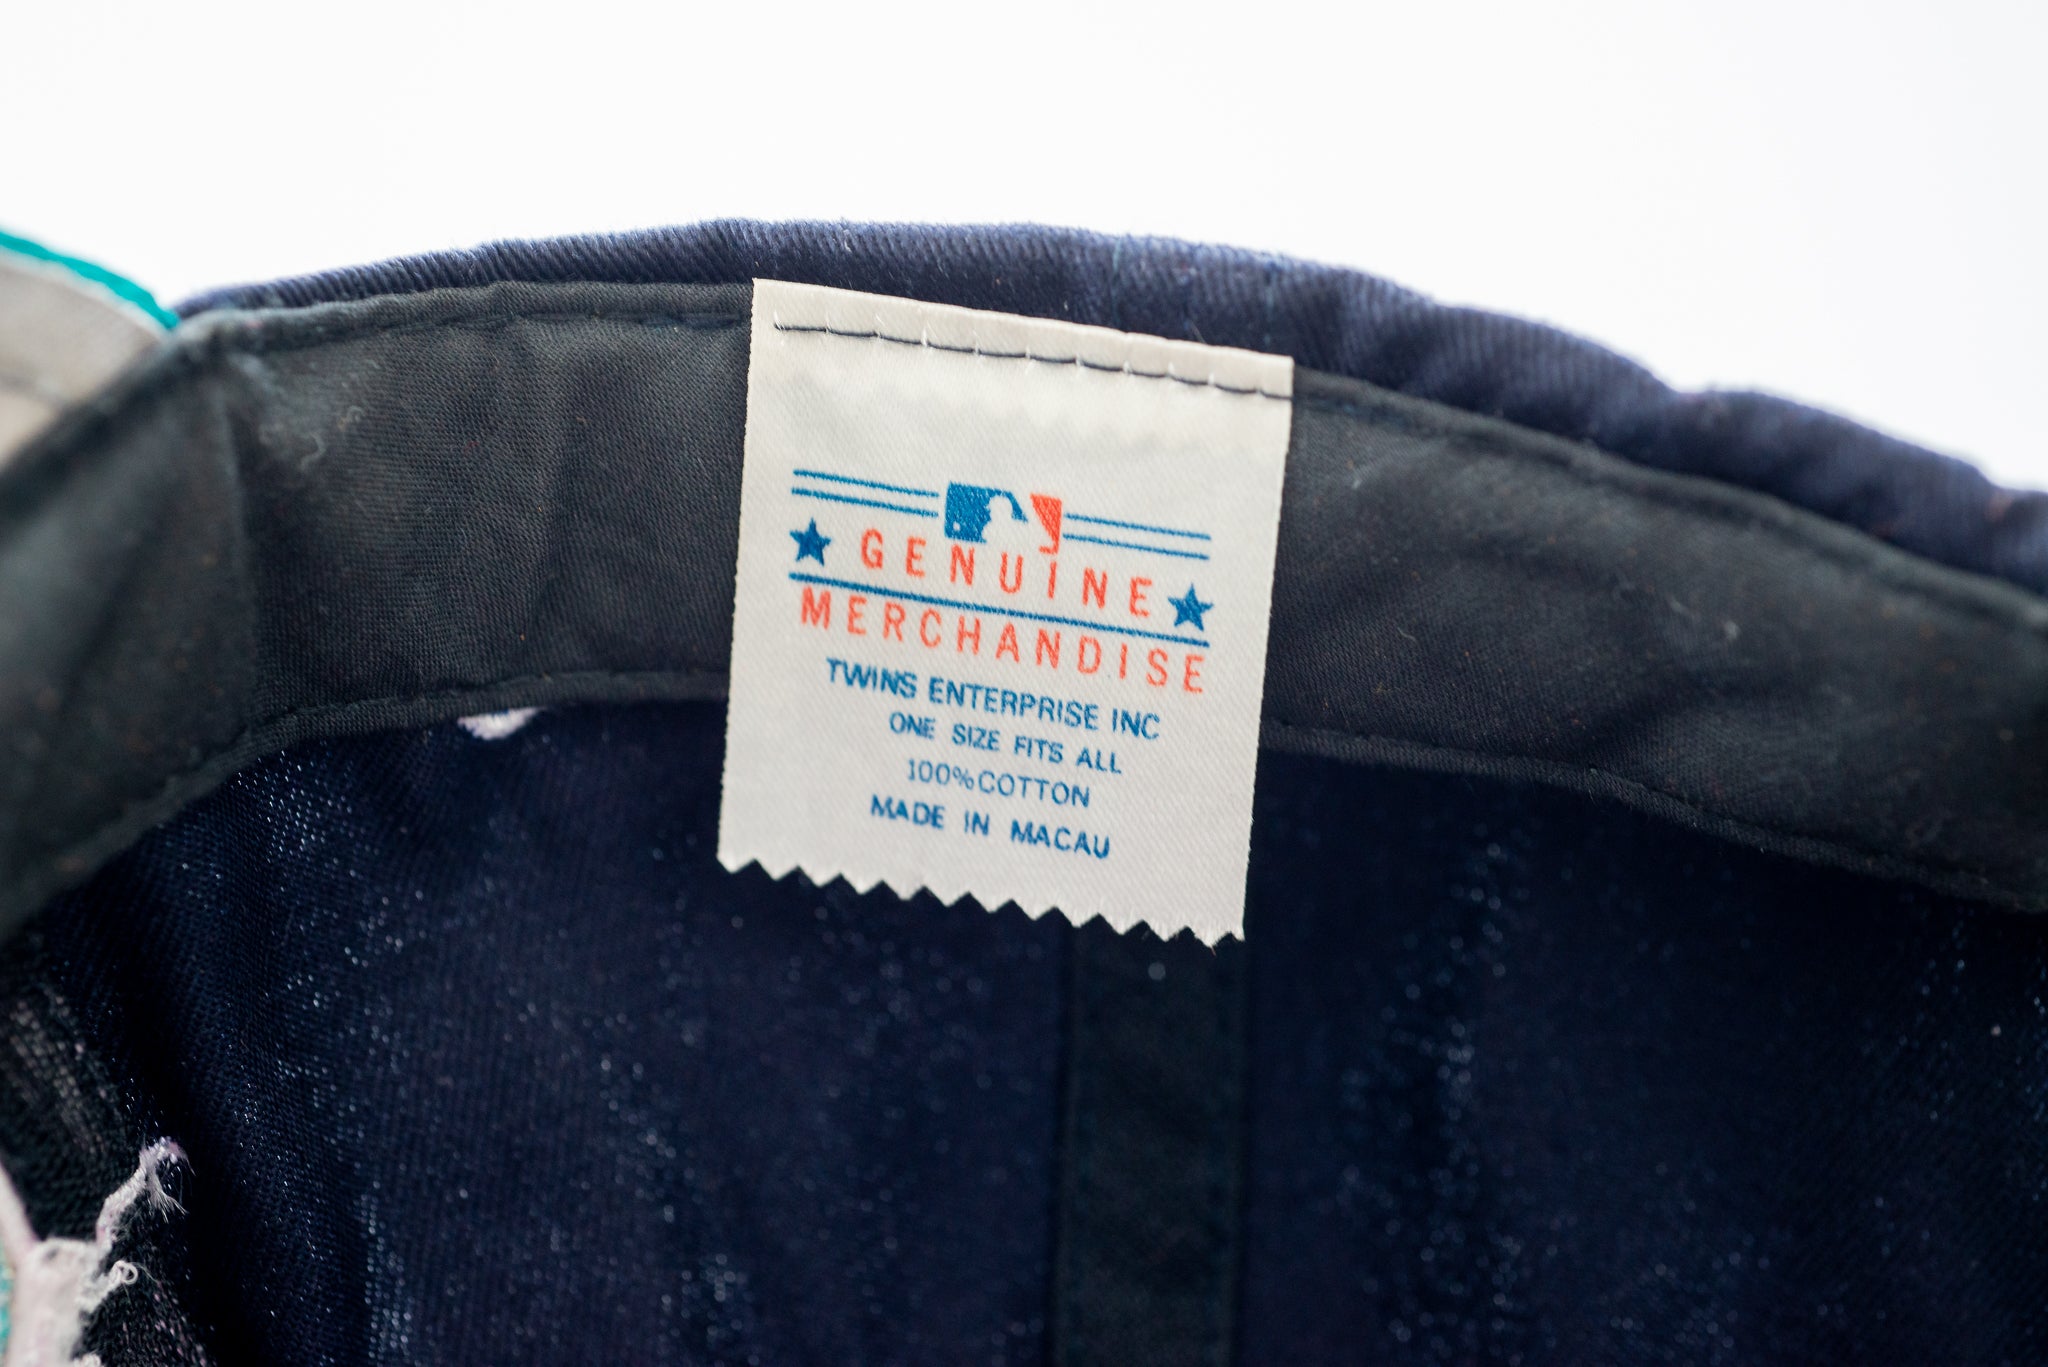 GENUINE
MERCHANDISE
TWINS ENTERPRISE INC
ONE SIZE FITS ALL
100%COTTON
MADE IN MACAU